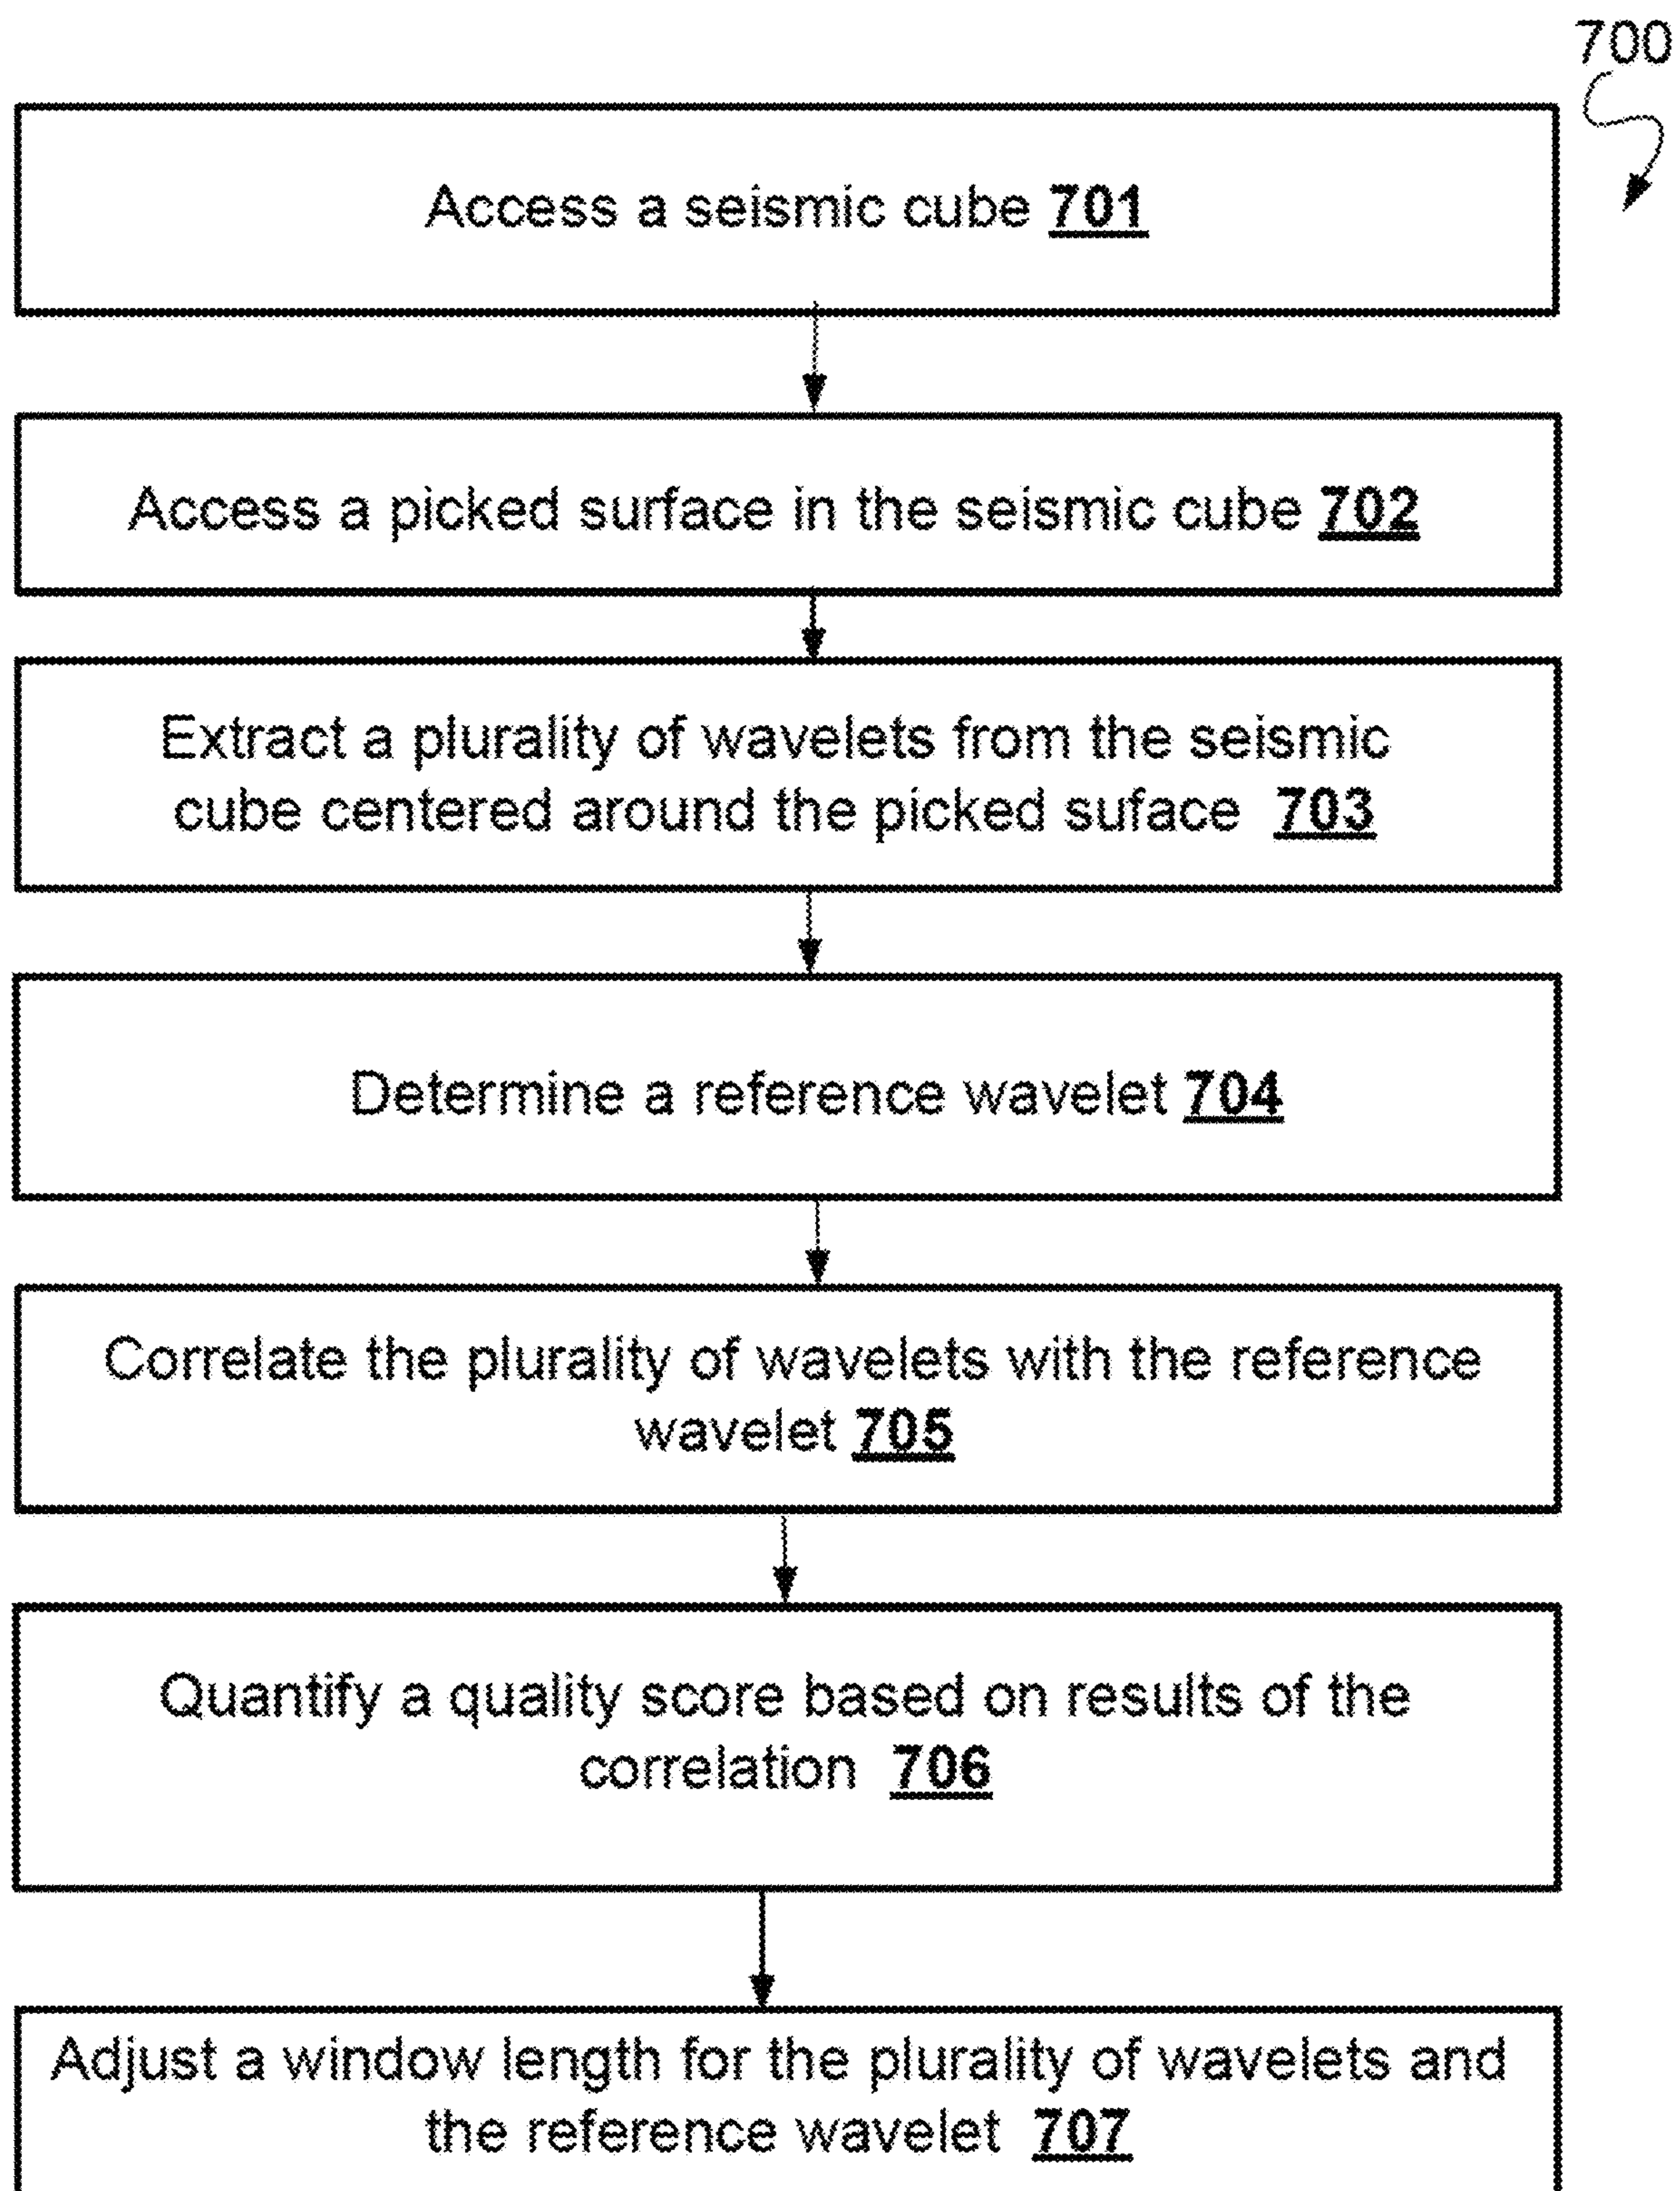 700
Access a seismic cube 701
Access a picked surface in the seismic cube 702
Extract a plurality of wavelets from the seismic
cube centered around the picked suface 703
Determine a reference wavelet 704
Correlate the plurality of wavelets with the reference
wavelet 705
Quantify a quality score based on results of the
correlation 706
Adjust a window length for the plurality of wavelets and
the reference wavelet 707